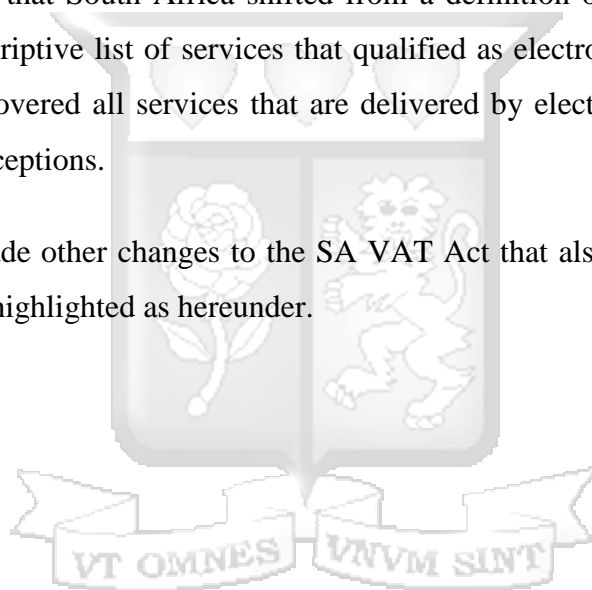 that South Africa shifted from a definition o
riptive list of services that qualified as electro
overed all services that are delivered by elect
ceptions.
de other changes to the SA VAT Act that als
highlighted as hereunder.
VT OMNES VNVM SINT